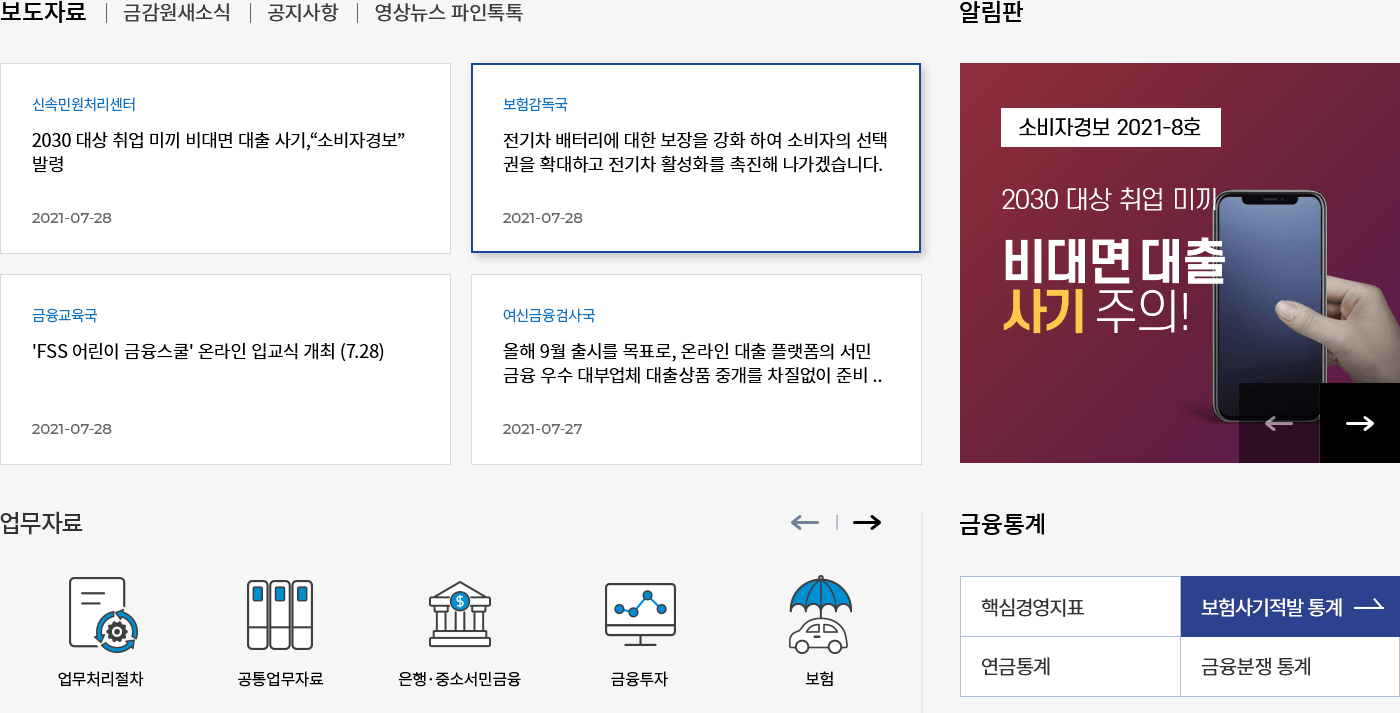 보도자료 금감원새소식 공지사항 영상뉴스 파인톡톡
신속민원처리센터
2030 대상 취업 미끼 비대면 대출 사기,“소비자경보”
발령
2021-07-28
보험감독국
전기차 배터리에 대한 보장을 강화 하여 소비자의 선택
권을 확대하고 전기차 활성화를 촉진해 나가겠습니다.
2021-07-28
금융교육국
'FSS 어린이 금융스쿨' 온라인 입교식 개최 (7.28)
2021-07-28
여신금융검사국
올해 9월 출시를 목표로, 온라인 대출 플랫폼의 서민
금융 우수 대부업체 대출상품 중개를 차질없이 준비 ..
2021-07-27
알림판
소비자경보 2021-8호
2030 대상 취업 미끼
비대면 대출
사기 주의!
업무자료
업무처리절차
공통업무자료
은행·중소서민금융
$
금융투자
보험
금융통계
핵심경영지표
보험사기적발 통계
연금통계
금융분쟁 통계